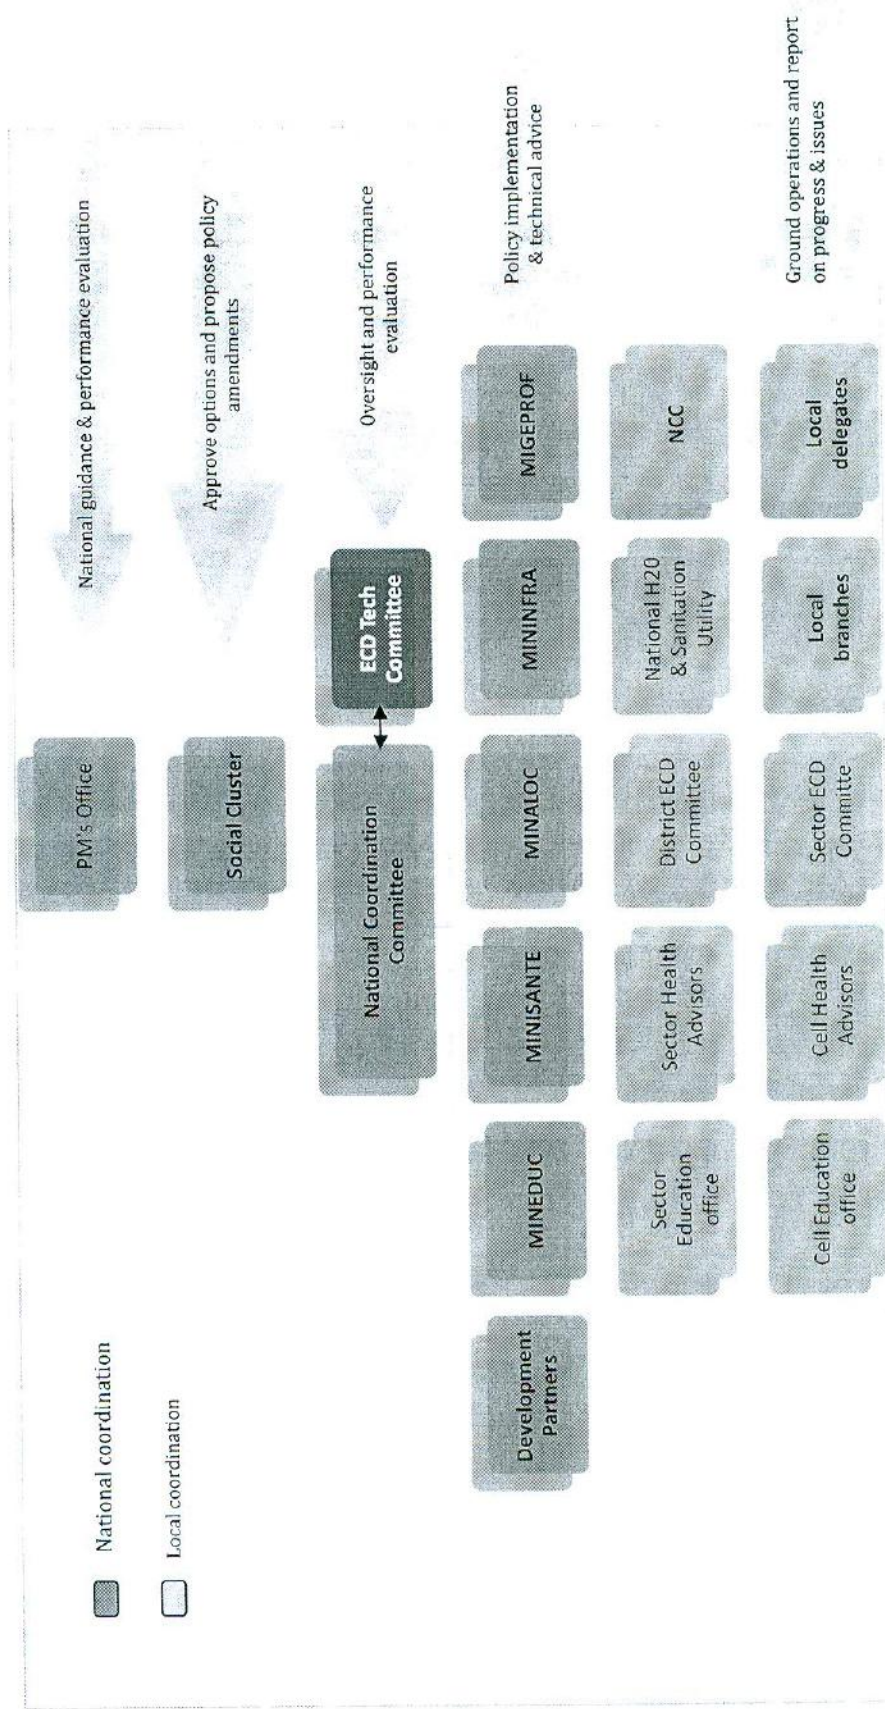 PM's Office
National guidance & performance evaluation
Social Cluster
Approve options and propose policy
amendments
National coordination
Local coordination
National Coordination
Committee
ECD Tech
Committee
Oversight and performance
evaluation
Development
Partners
MINEDUC
MINISANTE
MINALOC
MININFRA
MIGEPROF
Policy implementation
& technical advice
Sector
Education
office
Sector Health
Advisors
District ECD
Committee
National H20
& Sanitation
Utility
NCC
Cell Education
office
Cell Health
Advisors
Sector ECD
Committe
Local
branches
Local
delegates
Ground operations and report
on progress & issues